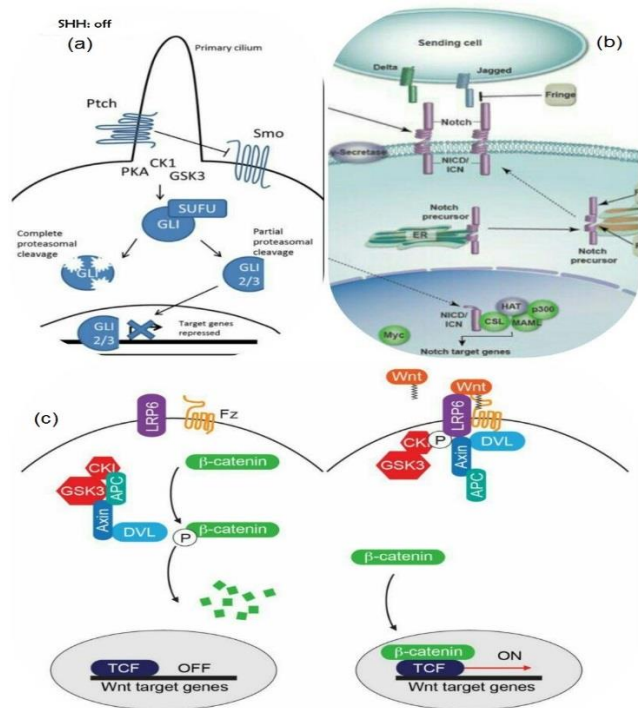 SHH: off
(a)
Primary cilium
Ptch
Smo
PKA
CK1
GSK3
SUFU
GLI
Complete
proteasomal
cleavage
Partial
proteasomal
cleavage
GLI
GLI
2/3
GLI
2/3
Target genes
repressed
(b)
Sending cell
Delta
Jagged
Fringe
Notch
-Secretase
NICD/
ICN
Notch
precursor
ER
Notch
precursor
NICD/
ICN
HAT
p300
CSL
MAML
Myc
Notch target genes
(c)
LRP6
Fz
CKI
GSK3
APC
Axin
DVL
β-catenin
P
β-catenin
TCF
OFF
Wnt target genes
Wnt
Wnt
LRP6
CK
P
GSK3
Axin
DVL
APC
β-catenin
β-catenin
TCF
ON
Wnt target genes